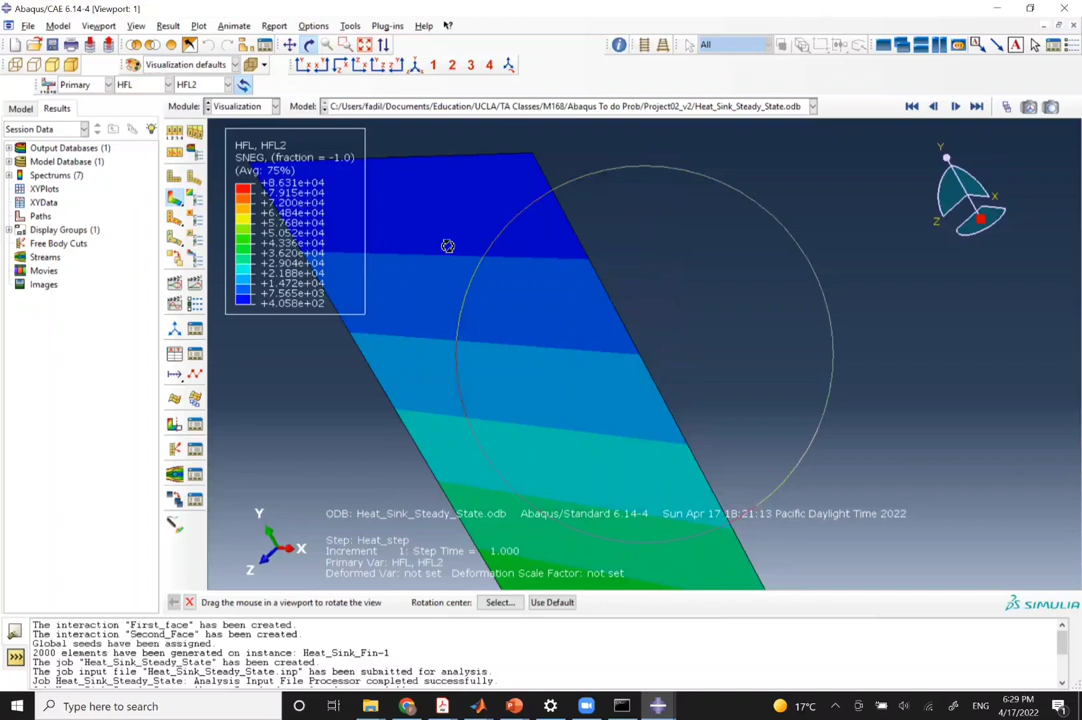 Abaqus/CAE 6.14-4 [Viewport: 1]
File Model Viewport View Result Plot Animate Report Options Tools Plug-ins Help
All
Visualization defaults
1 2 3 4
Primary HFL HFL2
Model Results
Module: Visualization Model: C:/Users/fadil/Documents/Education/UCLA/TA Classes/M168/Abaqus To do Prob/Project02_v2/Heat_Sink_Steady_State.odb
Session Data
Output Databases (1)
Model Database (1)
Spectrums (7)
XYPlots
XYData
Paths
Display Groups (1)
Free Body Cuts
Streams
Movies
Images
HFL, HFL2
SNEG, (fraction = -1.0)
(Avg: 75%)
+8.631e+04
+7.915e+04
+7.200e+04
+6.484e+04
+5.768e+04
+5.052e+04
+4.336e+04
+3.620e+04
+2.904e+04
+2.188e+04
+1.472e+04
+7.565e+03
+4.058e+02
Y
X
Z
Y
X
Z
ODB: Heat_Sink_Steady_State.odb Abaqus/Standard 6.14-4 Sun Apr 17 18:21:13 Pacific Daylight Time 2022
Step: Heat_step
Increment 1: Step Time = 1.000
Primary Var: HFL, HFL2
Deformed Var: not set Deformation Scale Factor: not set
Drag the mouse in a viewport to rotate the view Rotation center: Select... Use Default
SIMULIA
The interaction "First_face" has been created.
The interaction "Second_Face" has been created.
Global seeds have been assigned.
2000 elements have been generated on instance: Heat_Sink_Fin-1
The job "Heat_Sink_Steady_State" has been created.
The job input file "Heat_Sink_Steady_State.inp" has been submitted for analysis.
Job Heat_Sink_Steady_State: Analysis Input File Processor completed successfully.
Type here to search
17°C
ENG
6:29 PM
4/17/2022